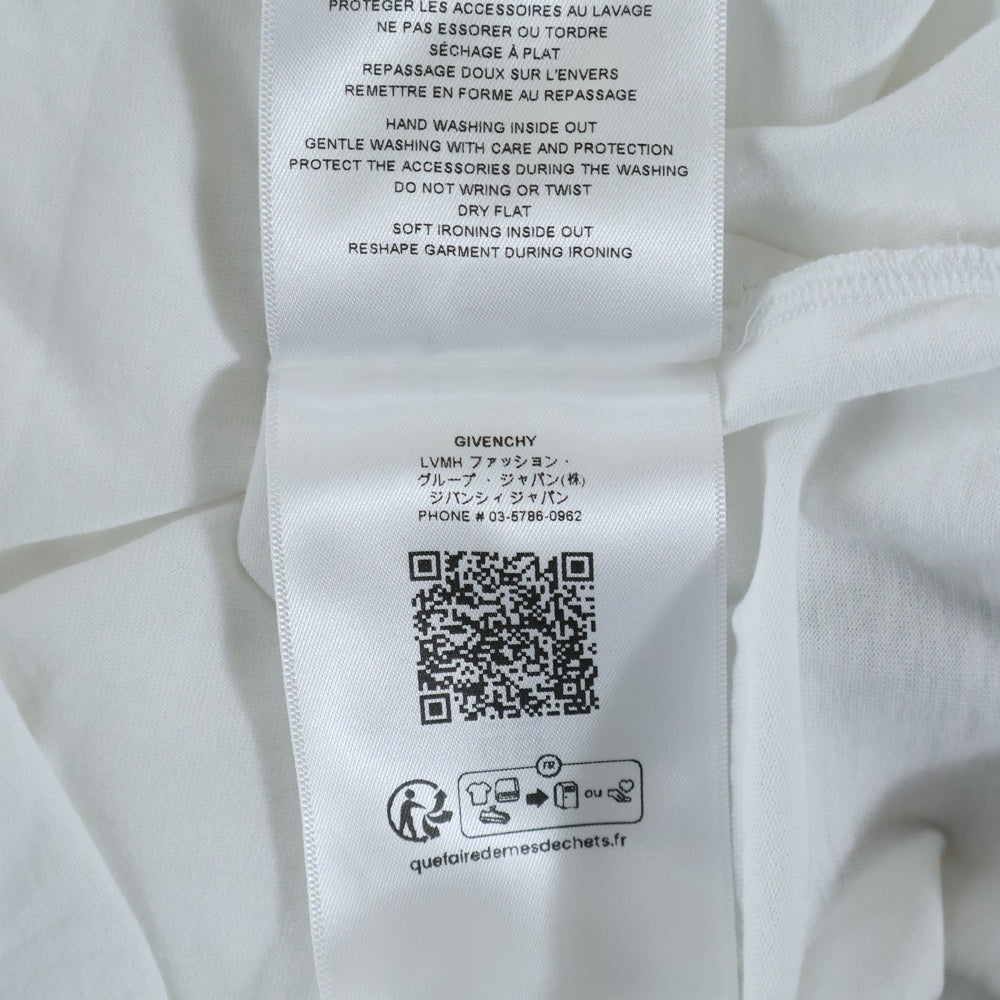 PROTÉGER LES ACCESSOIRES AU LAVAGE
NE PAS ESSORER OU TORDRE
SÉCHAGE À PLAT
REPASSAGE DOUX SUR L'ENVERS
REMETTRE EN FORME AU REPASSAGE
HAND WASHING INSIDE OUT
GENTLE WASHING WITH CARE AND PROTECTION
PROTECT THE ACCESSORIES DURING THE WASHING
DO NOT WRING OR TWIST
DRY FLAT
SOFT IRONING INSIDE OUT
RESHAPE GARMENT DURING IRONING
GIVENCHY
LVMH ファッション・
グループ・ジャパン(株)
ジバンシィ ジャパン
PHONE # 03-5786-0962
FR
OU
quefairedemesdechets.fr